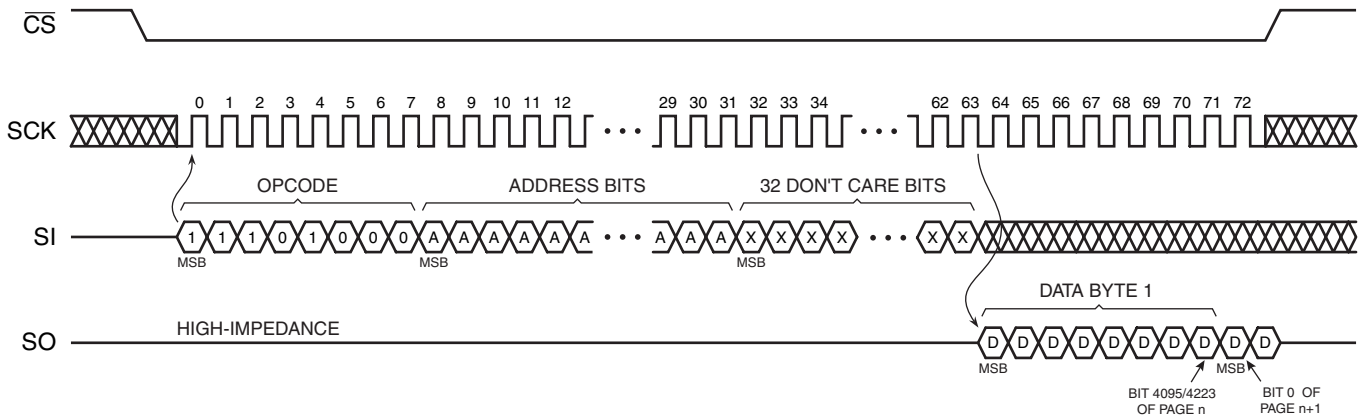 CS
0 1 2 3 4 5 6 7 8 9 10 11 12 29 30 31 32 33 34 62 63 64 65 66 67 68 69 70 71 72
SCK
OPCODE ADDRESS BITS 32 DON'T CARE BITS
SI 1 1 1 0 1 0 0 0 A A A A A A • • • A A A X X X X • • • X X
MSB MSB MSB
DATA BYTE 1
HIGH-IMPEDANCE
SO D D D D D D D D D D
MSB MSB
BIT 4095/4223
OF PAGE n
BIT 0 OF
PAGE n+1